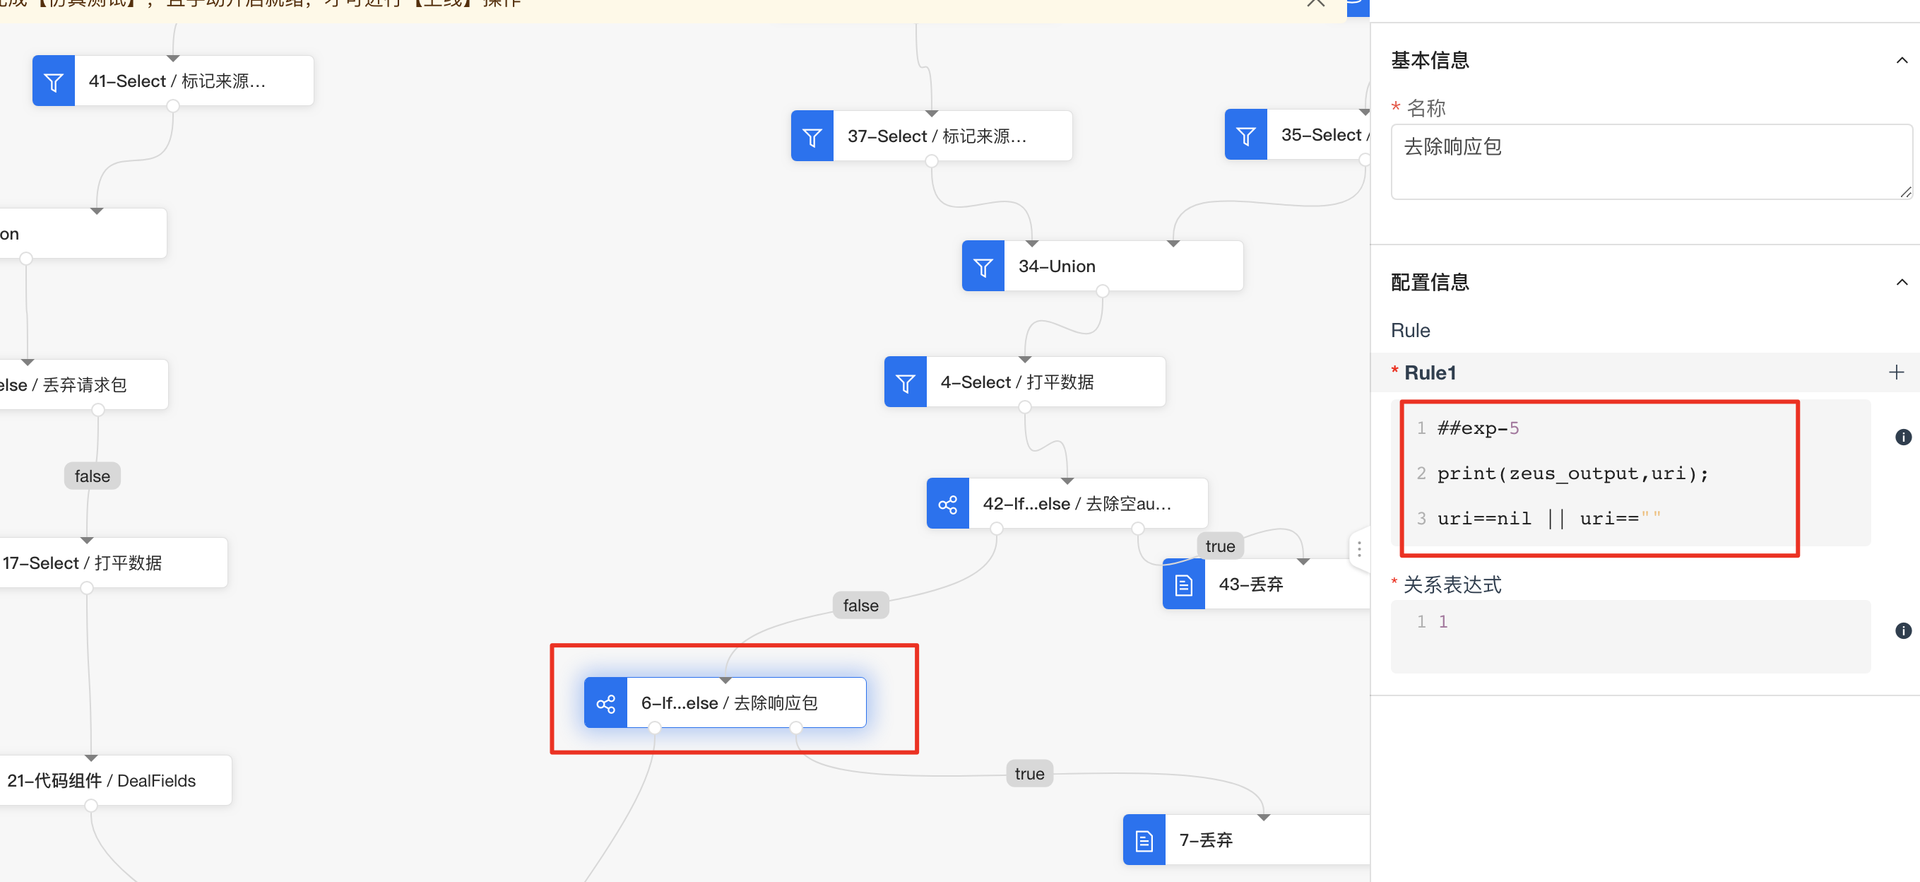 41-Select / 标记来源...
37-Select / 标记来源...
35-Select /
on
34-Union
else / 丢弃请求包
4-Select / 打平数据
false
42-If...else / 去除空au...
true
17-Select / 打平数据
43-丢弃
false
6-If...else / 去除响应包
true
21-代码组件 / DealFields
7-丢弃
基本信息
* 名称
去除响应包
配置信息
Rule
* Rule1
1 ##exp-5
2 print(zeus_output,uri);
3 uri==nil || uri==""
* 关系表达式
1 1